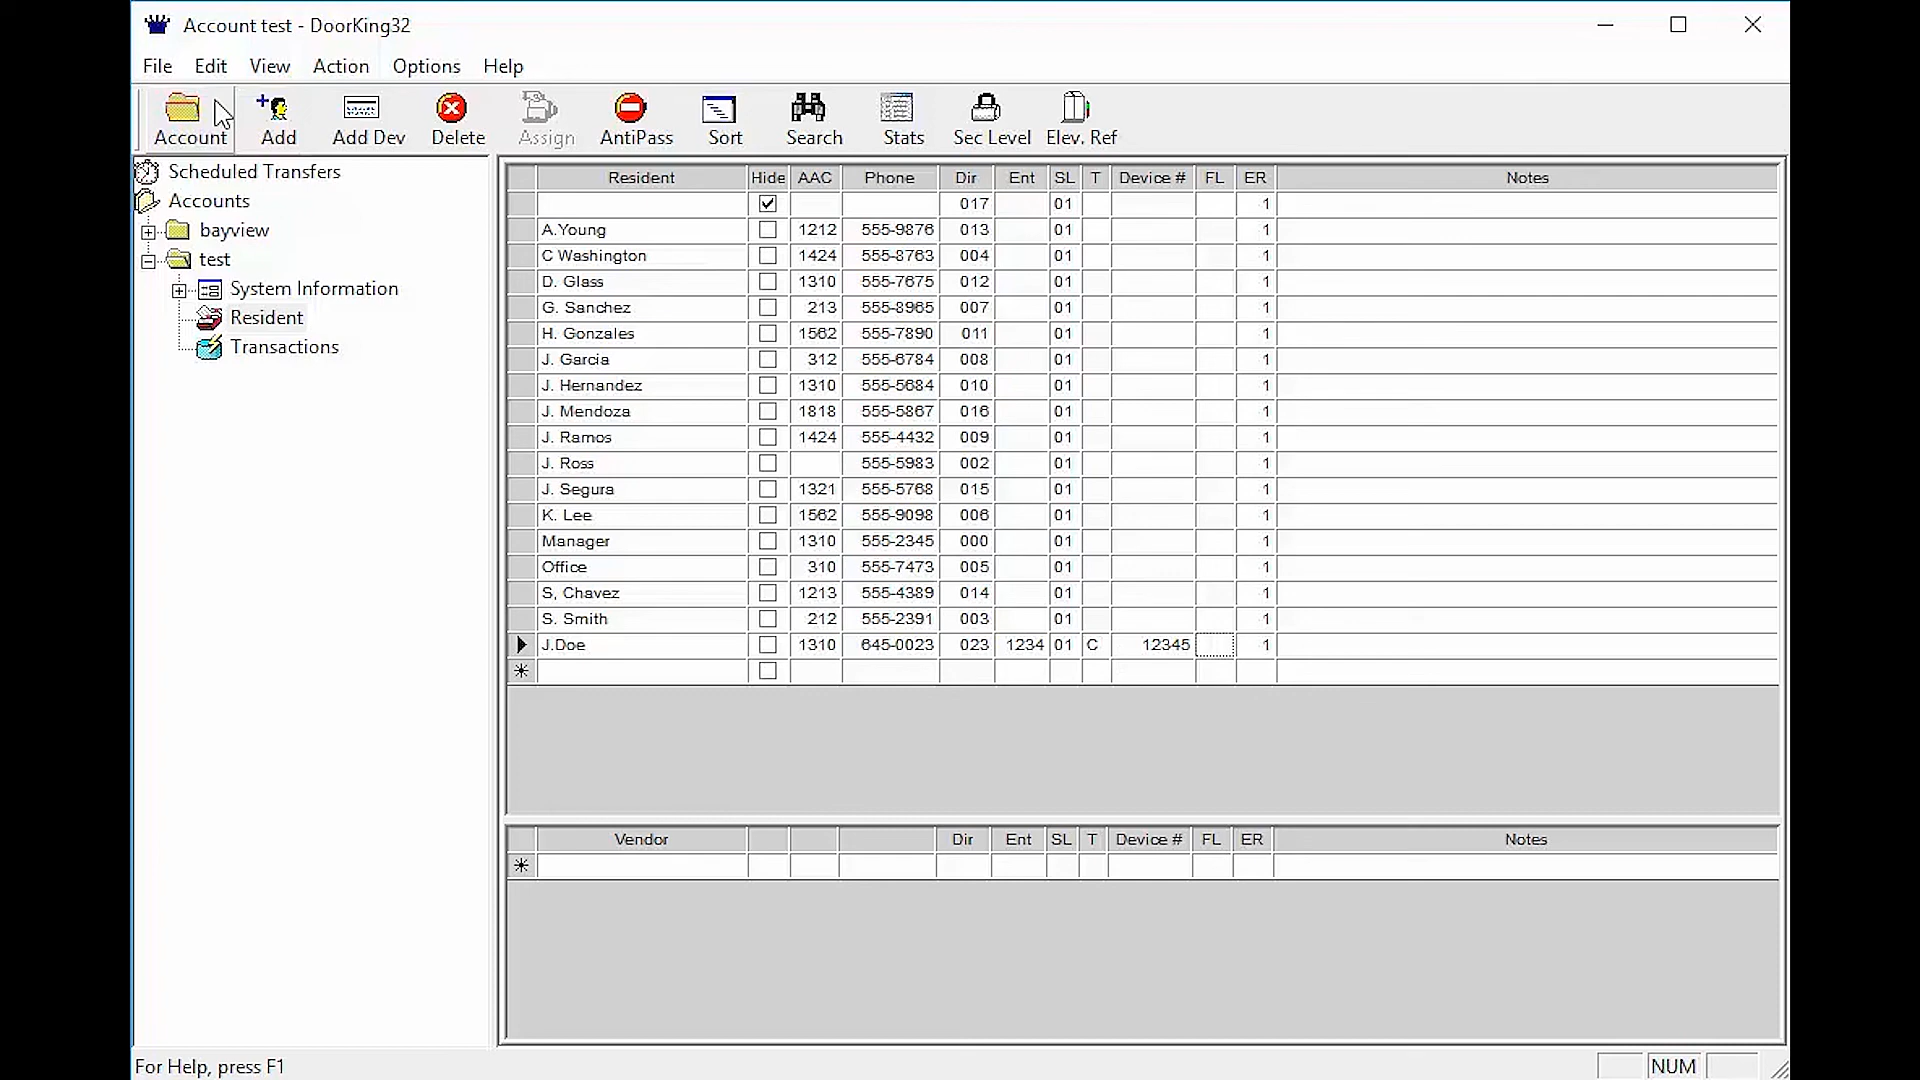 Account test - DoorKing32
File Edit View Action Options Help
Account Add Add Dev Delete Assign AntiPass Sort Search Stats Sec Level Elev. Ref
Scheduled Transfers
Accounts
bayview
test
System Information
Resident
Transactions
Resident Hide AAC Phone Dir Ent SL T Device # FL ER Notes
017 01 1
A.Young 1212 555-9876 013 01 1
C Washington 1424 555-8763 004 01 1
D. Glass 1310 555-7675 012 01 1
G. Sanchez 213 555-8965 007 01 1
H. Gonzales 1562 555-7890 011 01 1
J. Garcia 312 555-6784 008 01 1
J. Hernandez 1310 555-5684 010 01 1
J. Mendoza 1818 555-5867 016 01 1
J. Ramos 1424 555-4432 009 01 1
J. Ross 555-5983 002 01 1
J. Segura 1321 555-5768 015 01 1
K. Lee 1562 555-9098 006 01 1
Manager 1310 555-2345 000 01 1
Office 310 555-7473 005 01 1
S, Chavez 1213 555-4389 014 01 1
S. Smith 212 555-2391 003 01 1
J.Doe 1310 645-0023 023 1234 01 C 12345 1
Vendor Dir Ent SL T Device # FL ER Notes
For Help, press F1
NUM